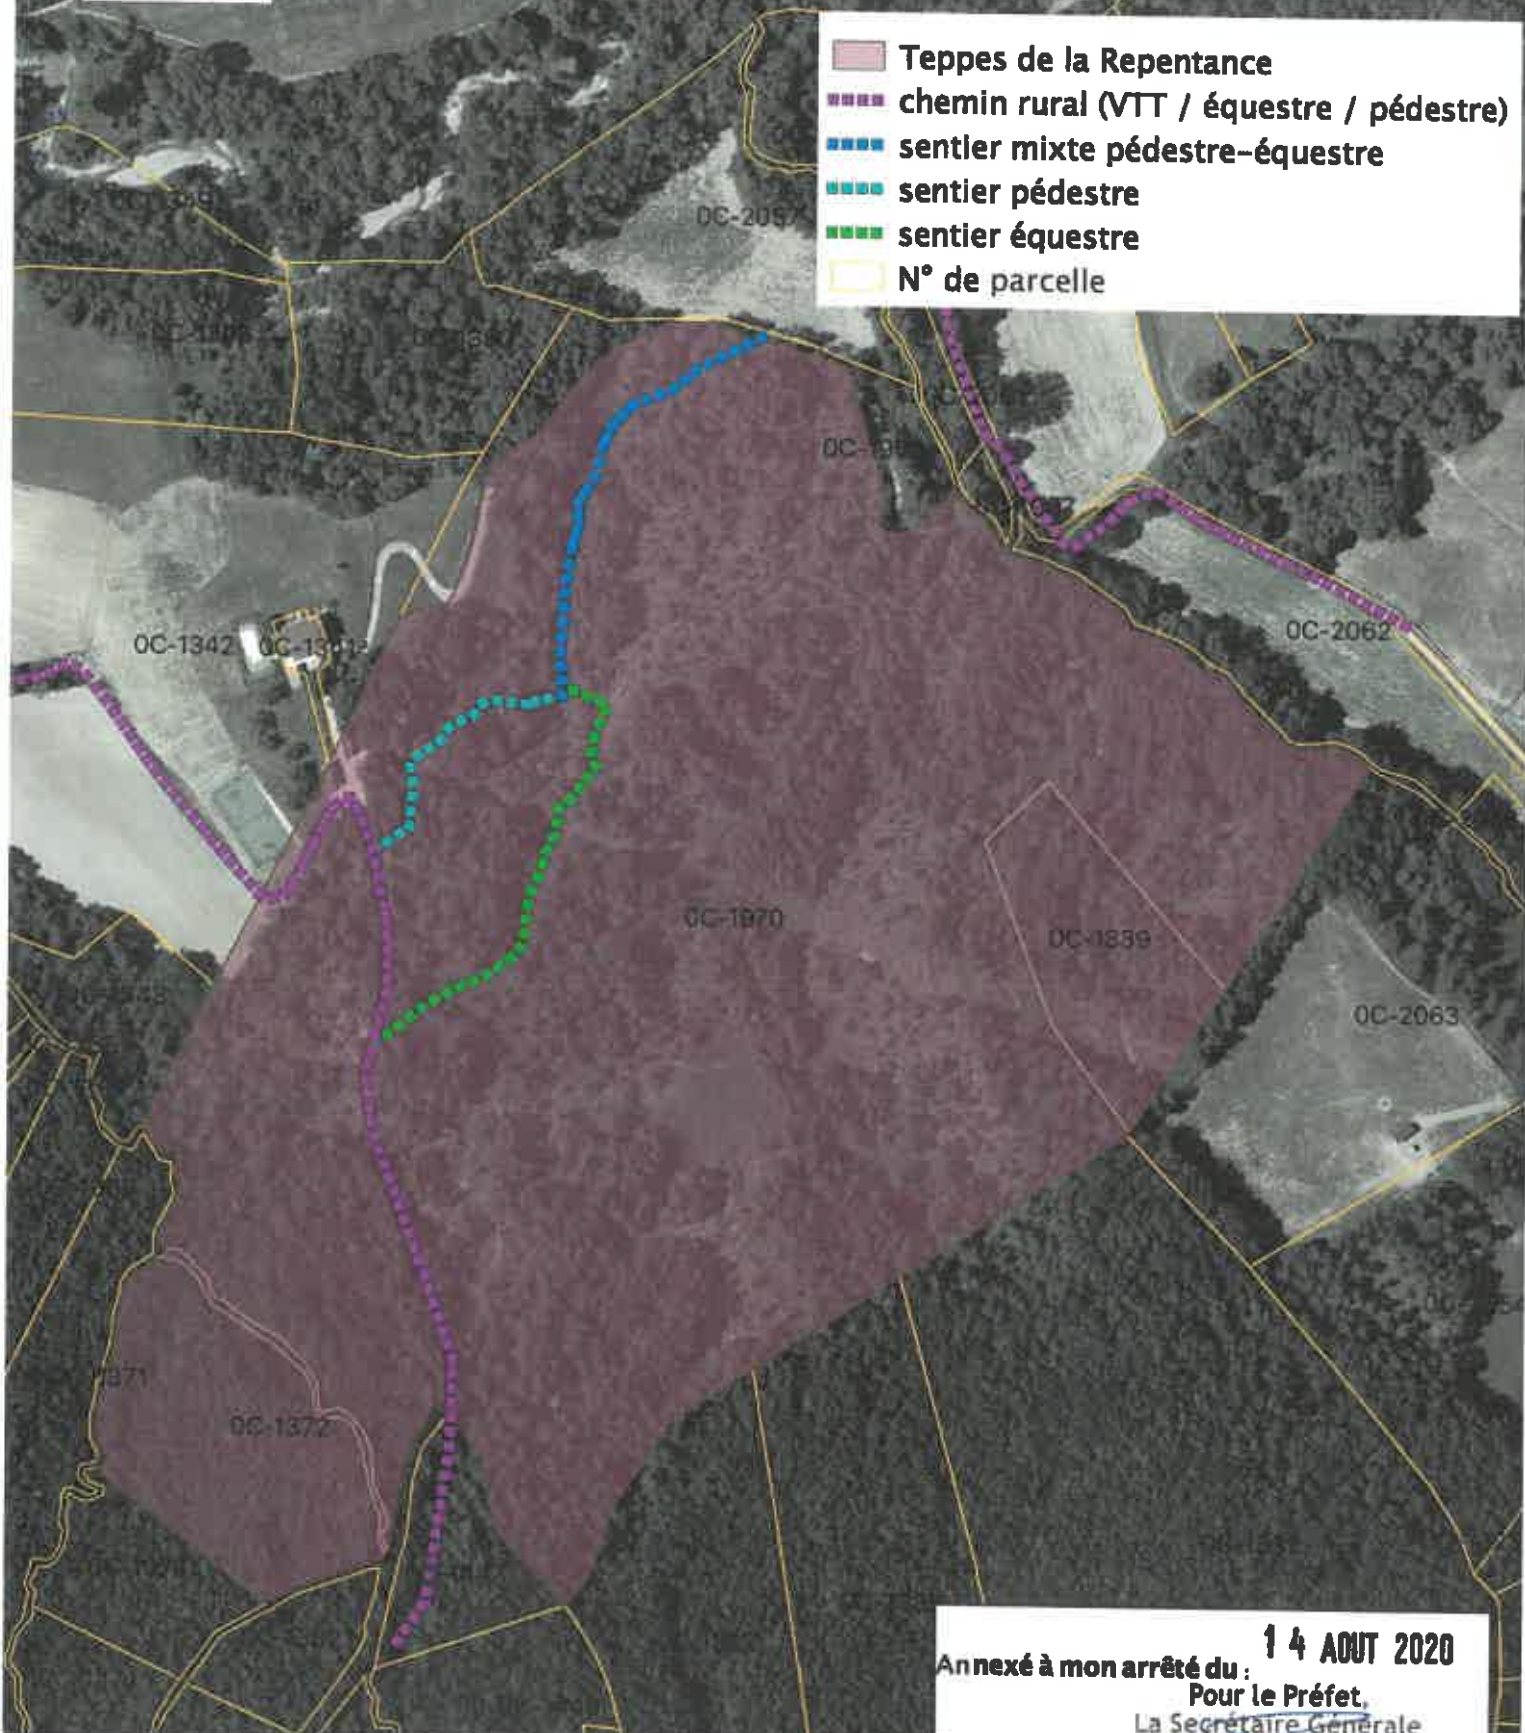 Teppes de la Repentance
chemin rural (VTT / équestre / pédestre)
sentier mixte pédestre-équestre
sentier pédestre
sentier équestre
N° de parcelle
0C-2057
0C-1342
0C-2062
0C-1970
0C-1839
0C-2063
1371
0C-1372
14 AOUT 2020
Annexé à mon arrêté du :
Pour le Préfet,
La Secrétaire Générale